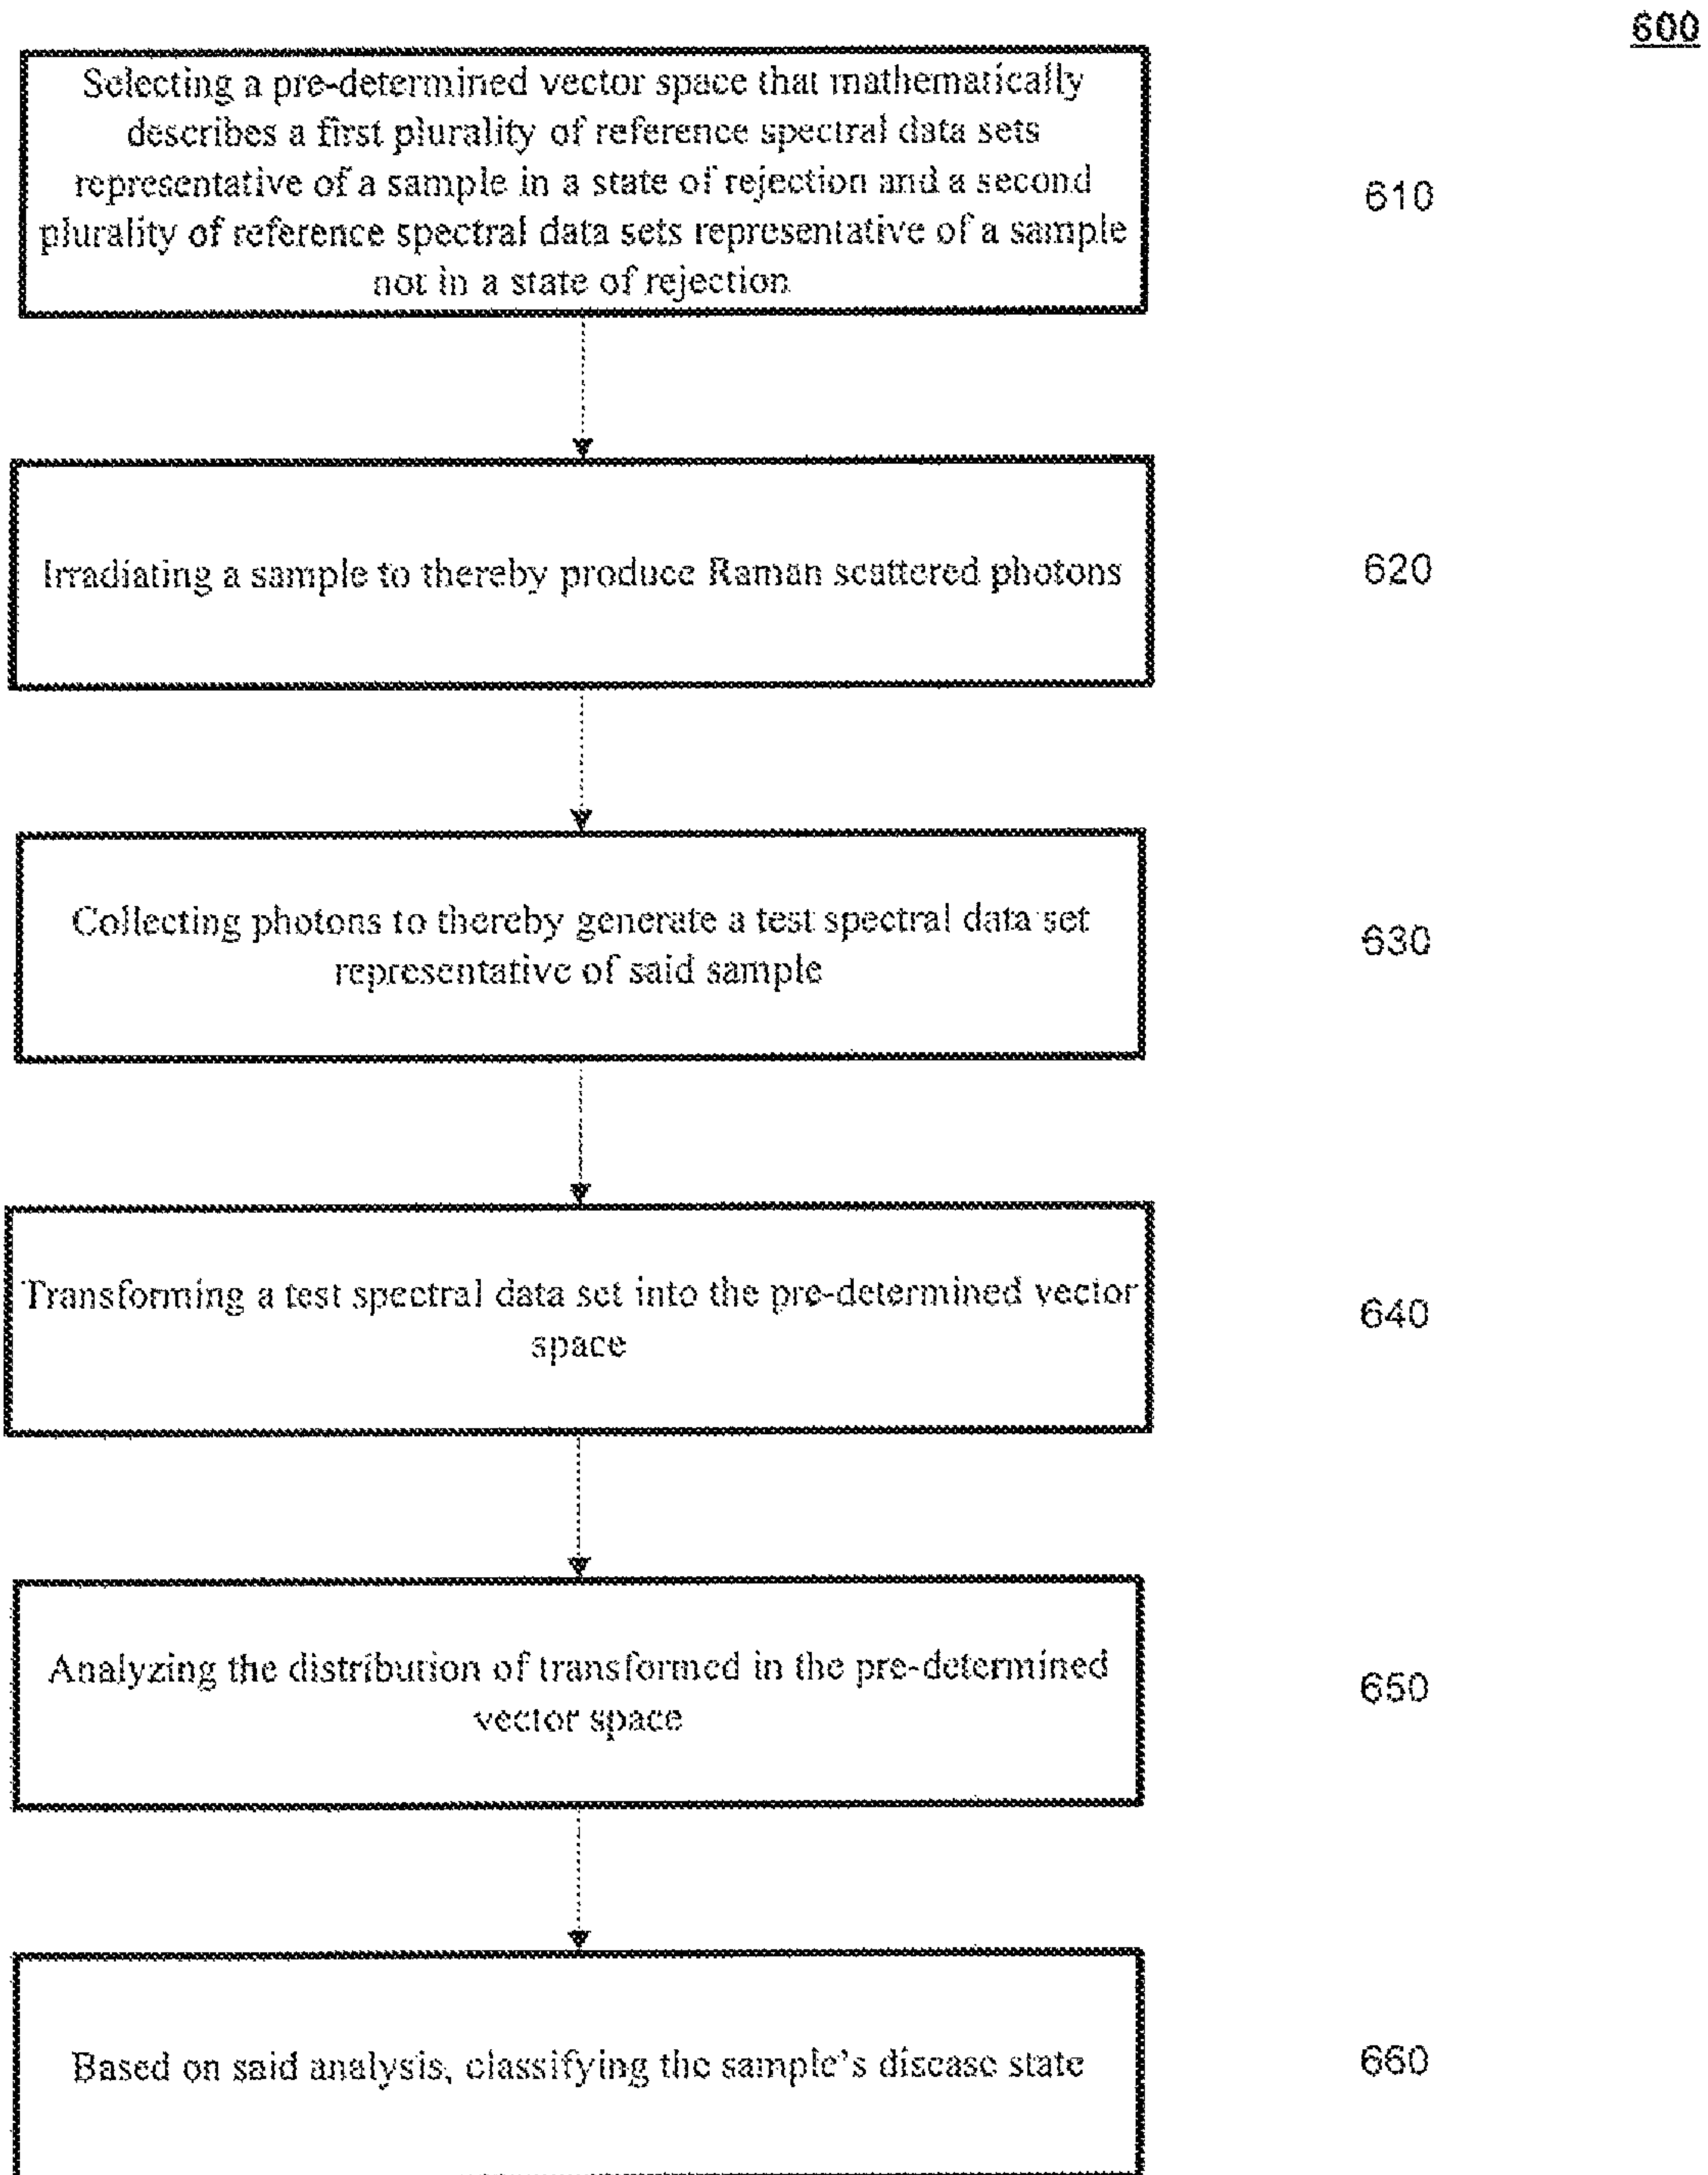 600
Selecting a pre-determined vector space that mathematically
describes a first plurality of reference spectral data sets
representative of a sample in a state of rejection and a second
plurality of reference spectral data sets representative of a sample
not in a state of rejection
610
Irradiating a sample to thereby produce Raman scattered photons
620
Collecting photons to thereby generate a test spectral data set
representative of said sample
630
Transforming a test spectral data set into the pre-determined vector
space
640
Analyzing the distribution of transformed in the pre-determined
vector space
650
Based on said analysis, classifying the sample's disease state
660